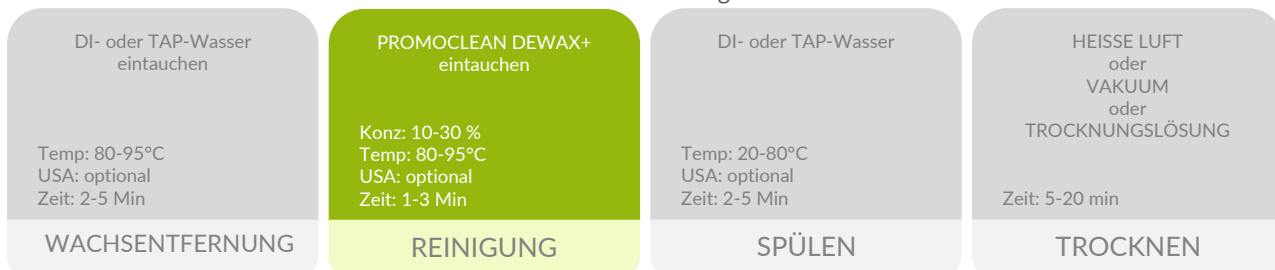 DI- oder TAP-Wasser
eintauchen
Temp: 80-95°C
USA: optional
Zeit: 2-5 Min
WACHSENTFERNUNG
PROMOCLEAN DEWAX+
eintauchen
Konz: 10-30 %
Temp: 80-95°C
USA: optional
Zeit: 1-3 Min
REINIGUNG
DI- oder TAP-Wasser
Temp: 20-80°C
USA: optional
Zeit: 2-5 Min
SPÜLEN
HEISSE LUFT
oder
VAKUUM
oder
TROCKNUNGSLÖSUNG
Zeit: 5-20 min
TROCKNEN